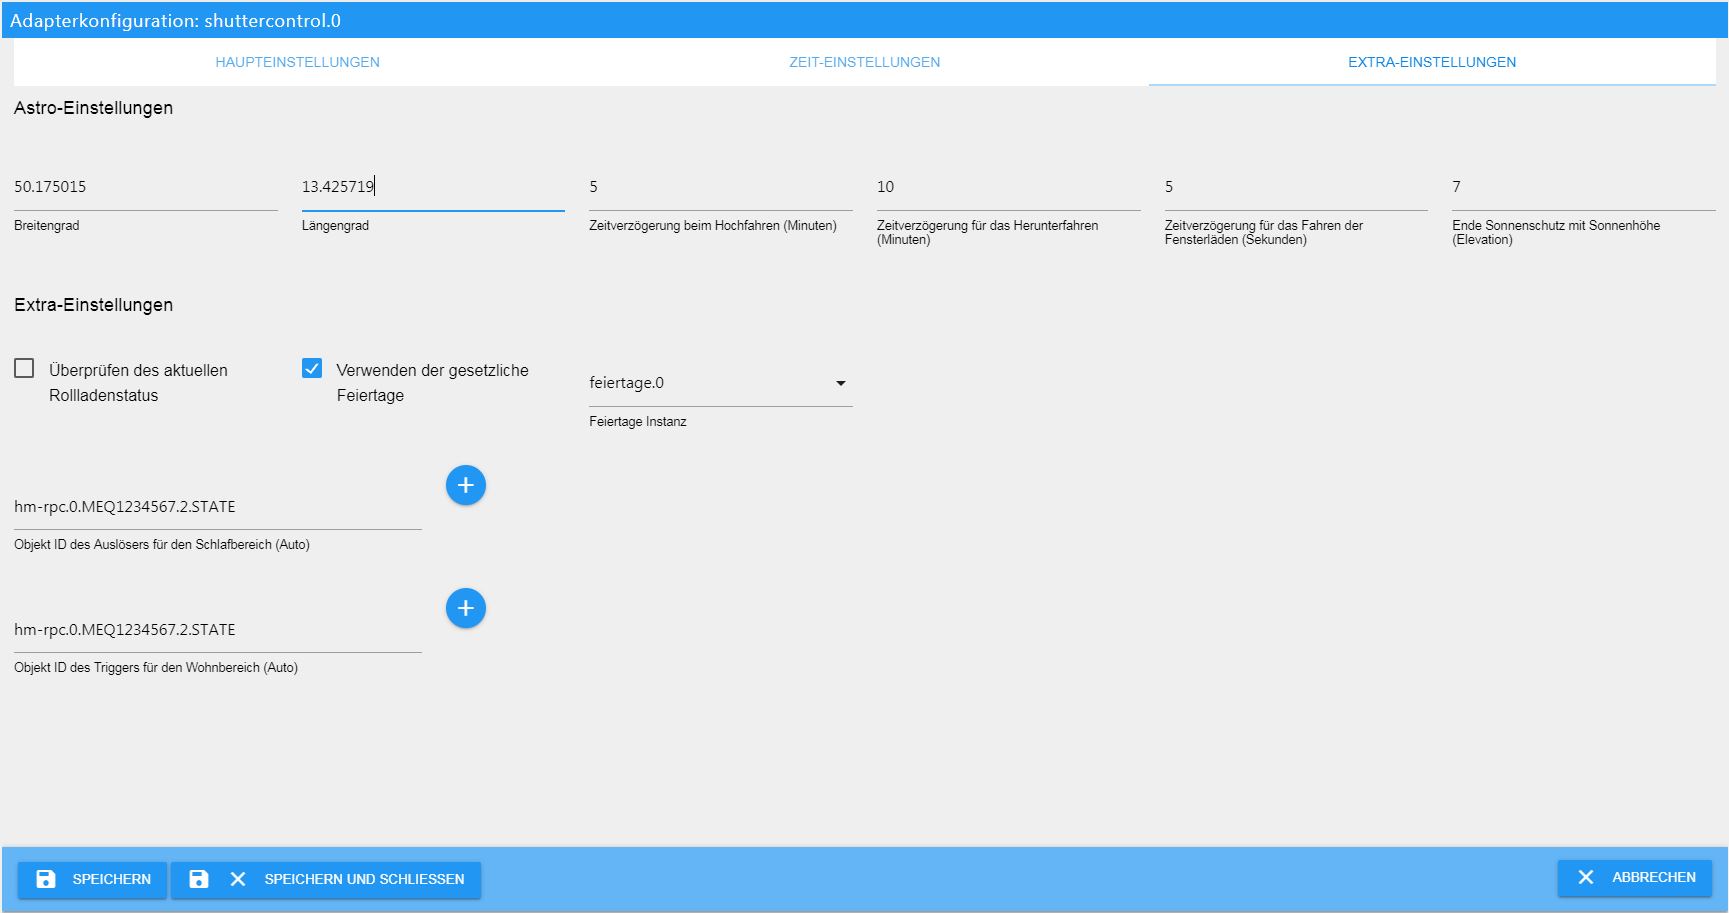 Adapterkonfiguration: shuttercontrol.0
HAUPTEINSTELLUNGEN
ZEIT-EINSTELLUNGEN
EXTRA-EINSTELLUNGEN
Astro-Einstellungen
50.175015
13.425719
5
10
5
7
Breitengrad
Längengrad
Zeitverzögerung beim Hochfahren (Minuten)
Zeitverzögerung für das Herunterfahren
(Minuten)
Zeitverzögerung für das Fahren der
Fensterläden (Sekunden)
Ende Sonnenschutz mit Sonnenhöhe
(Elevation)
Extra-Einstellungen
Überprüfen des aktuellen
Rollladenstatus
Verwenden der gesetzliche
Feiertage
feiertage.0
Feiertage Instanz
hm-rpc.0.MEQ1234567.2.STATE
Objekt ID des Auslösers für den Schlafbereich (Auto)
hm-rpc.0.MEQ1234567.2.STATE
Objekt ID des Triggers für den Wohnbereich (Auto)
SPEICHERN
SPEICHERN UND SCHLIESSEN
ABBRECHEN